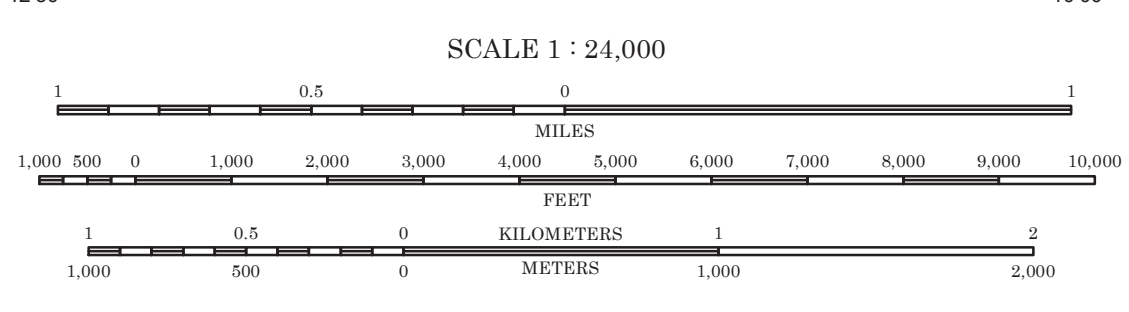 SCALE 1 : 24,000
1 0.5 0 1
MILES
1,000 500 0 1,000 2,000 3,000 4,000 5,000 6,000 7,000 8,000 9,000 10,000
FEET
1 0.5 0 KILOMETERS 1 2
1,000 500 0 METERS 1,000 2,000